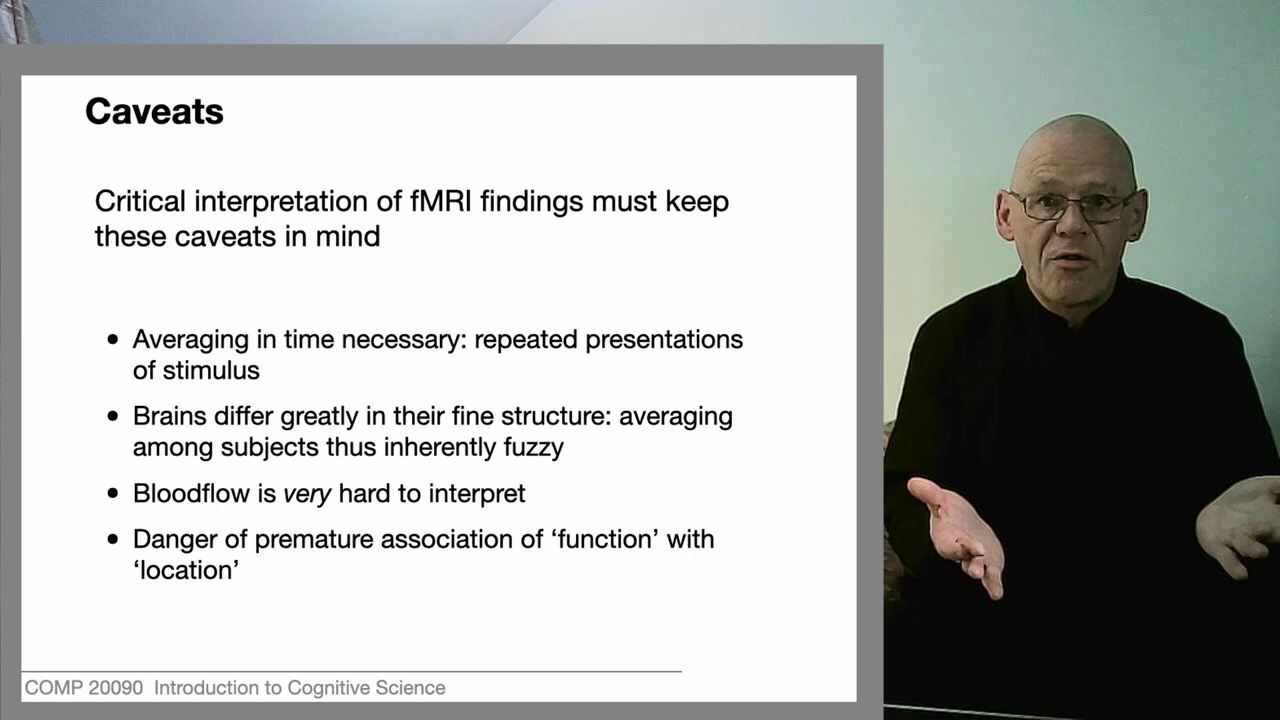 Caveats
Critical interpretation of fMRI findings must keep
these caveats in mind
• Averaging in time necessary: repeated presentations
of stimulus
• Brains differ greatly in their fine structure: averaging
among subjects thus inherently fuzzy
• Bloodflow is very hard to interpret
• Danger of premature association of ‘function’ with
‘location’
COMP 20090 Introduction to Cognitive Science